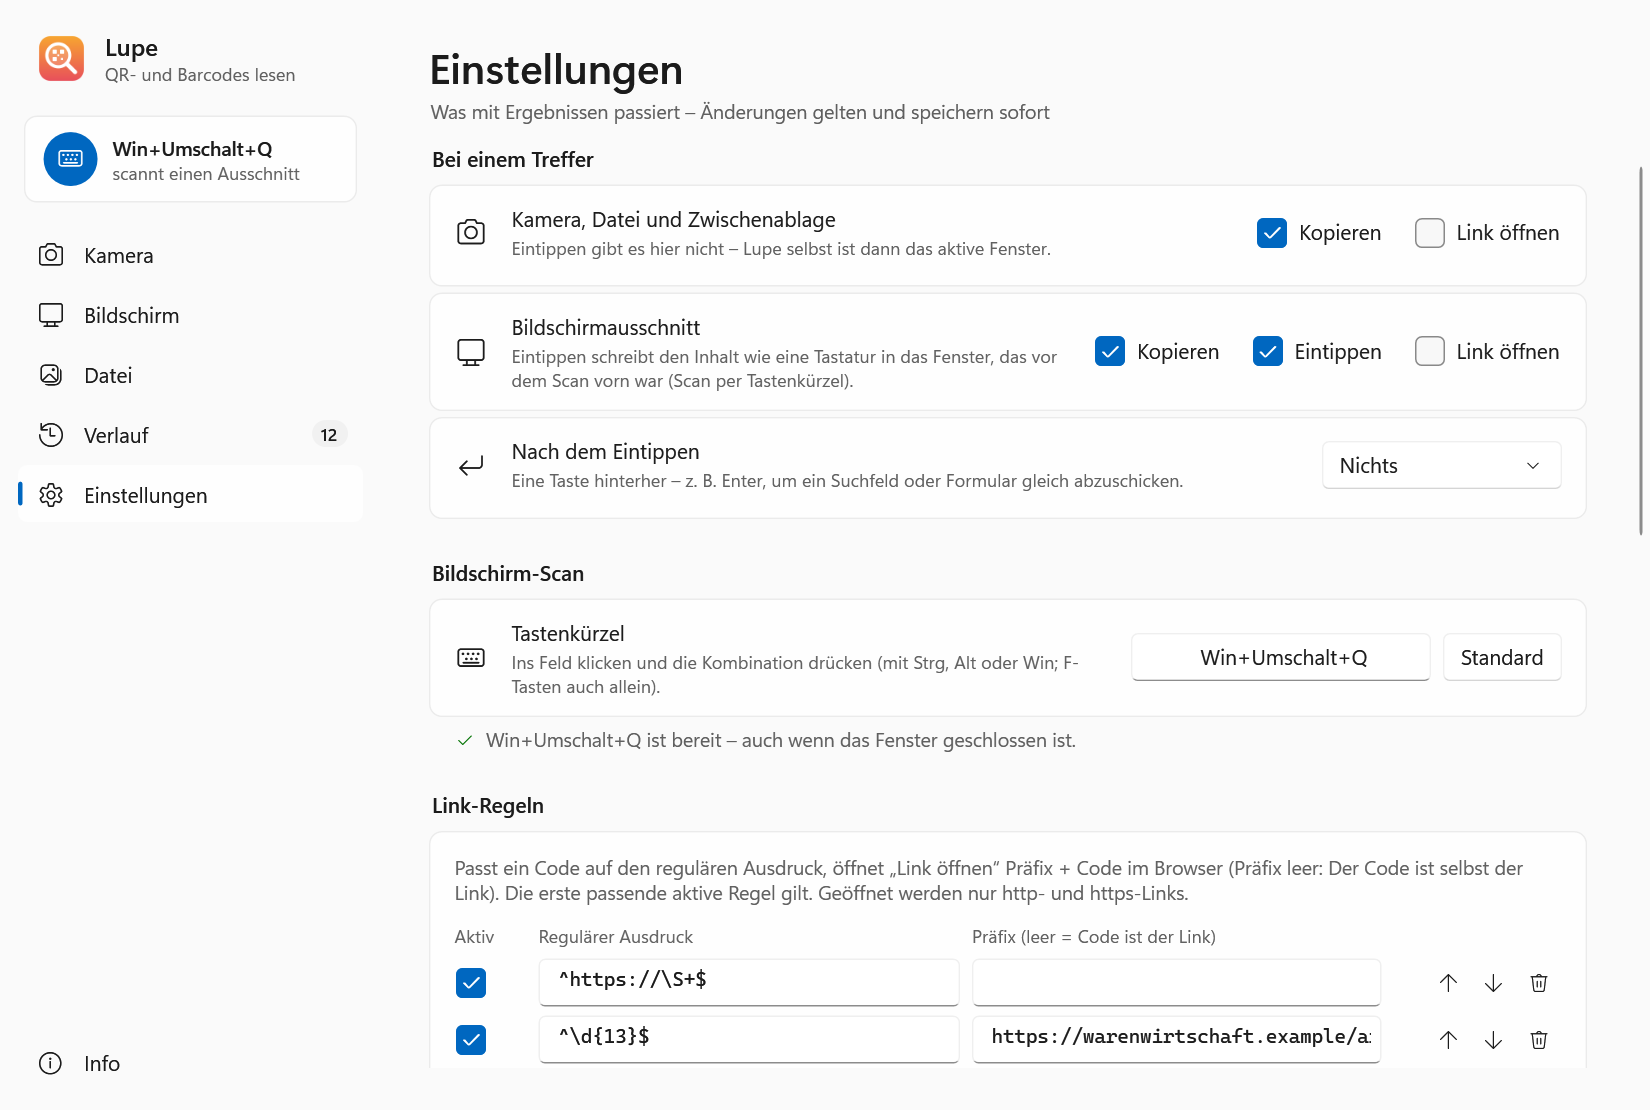 Lupe
QR- und Barcodes lesen
Win+Umschalt+Q
scannt einen Ausschnitt
Kamera
Bildschirm
Datei
Verlauf 12
Einstellungen
Info
Einstellungen
Was mit Ergebnissen passiert – Änderungen gelten und speichern sofort
Bei einem Treffer
Kamera, Datei und Zwischenablage
Eintippen gibt es hier nicht – Lupe selbst ist dann das aktive Fenster.
Kopieren Link öffnen
Bildschirmausschnitt
Eintippen schreibt den Inhalt wie eine Tastatur in das Fenster, das vor
dem Scan vorn war (Scan per Tastenkürzel).
Kopieren Eintippen Link öffnen
Nach dem Eintippen
Eine Taste hinterher – z. B. Enter, um ein Suchfeld oder Formular gleich abzuschicken.
Nichts
Bildschirm-Scan
Tastenkürzel
Ins Feld klicken und die Kombination drücken (mit Strg, Alt oder Win; F-
Tasten auch allein).
Win+Umschalt+Q Standard
Win+Umschalt+Q ist bereit – auch wenn das Fenster geschlossen ist.
Link-Regeln
Passt ein Code auf den regulären Ausdruck, öffnet „Link öffnen“ Präfix + Code im Browser (Präfix leer: Der Code ist selbst der
Link). Die erste passende aktive Regel gilt. Geöffnet werden nur http- und https-Links.
Aktiv Regulärer Ausdruck Präfix (leer = Code ist der Link)
^https://\S+$
^\d{13}$ https://warenwirtschaft.example/a